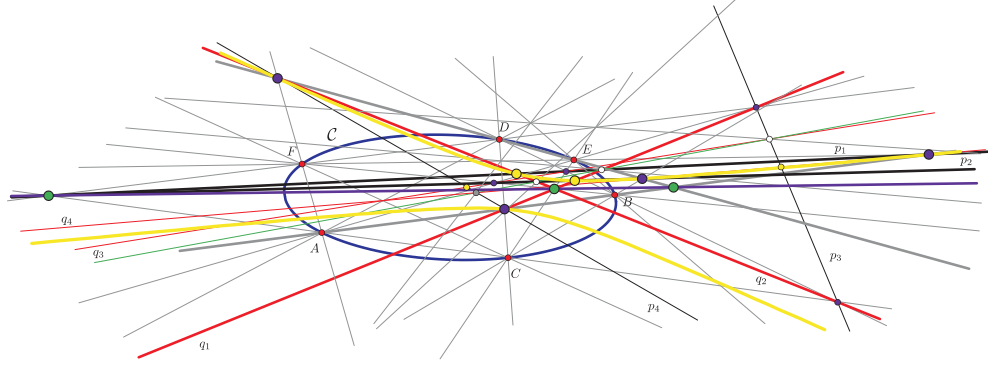 D
𝒞
E
F
p₁
p₂
B
q₄
A
q₃
p₃
C
q₂
p₄
q₁